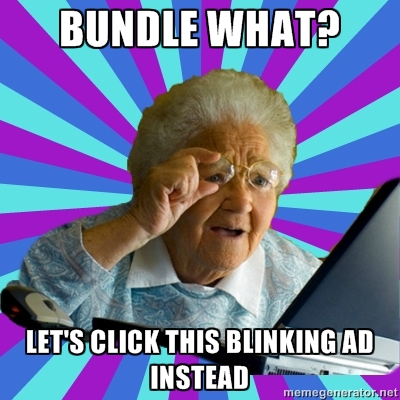 BUNDLE WHAT?
LET'S CLICK THIS BLINKING AD
INSTEAD
memegenerator.net